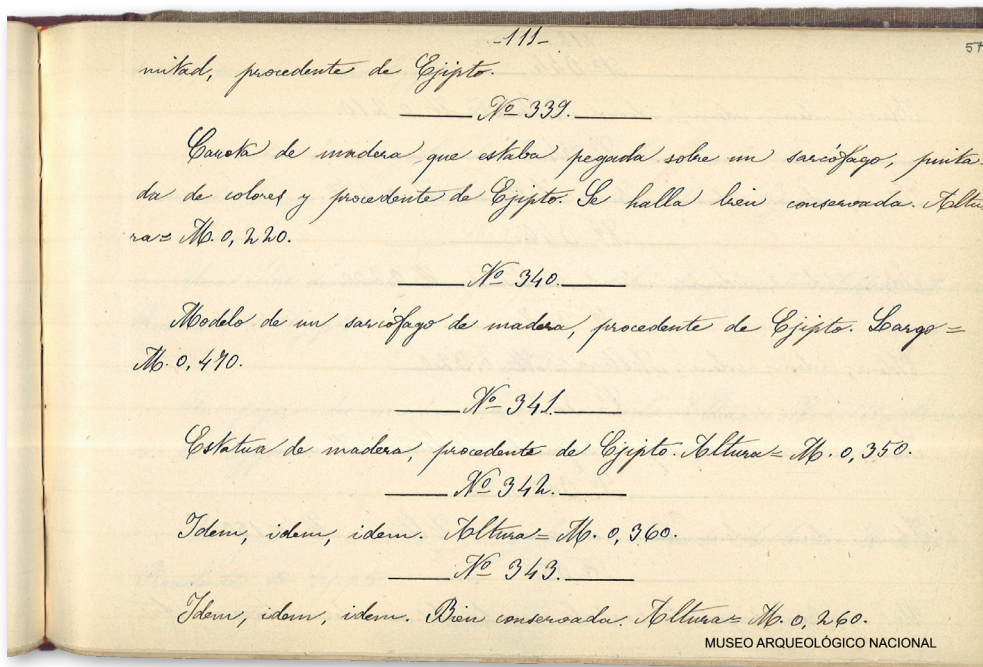 -111-
57
mitad, procedente de Ejipto.
Nº 339.
Careta de madera que estaba pegada sobre un sarcófago, pinta-
da de colores y procedente de Ejipto. Se halla bien conservada. Altu
ra= M. 0,220.
Nº 340.
Modelo de un sarcófago de madera, procedente de Ejipto. Largo=
M. 0,470.
Nº 341.
Estatua de madera, procedente de Ejipto. Altura= M. 0,350.
Nº 342.
Idem, idem, idem. Altura= M. 0,360.
Nº 343.
Idem, idem, idem. Bien conservada. Altura= M. 0,260.
MUSEO ARQUEOLÓGICO NACIONAL